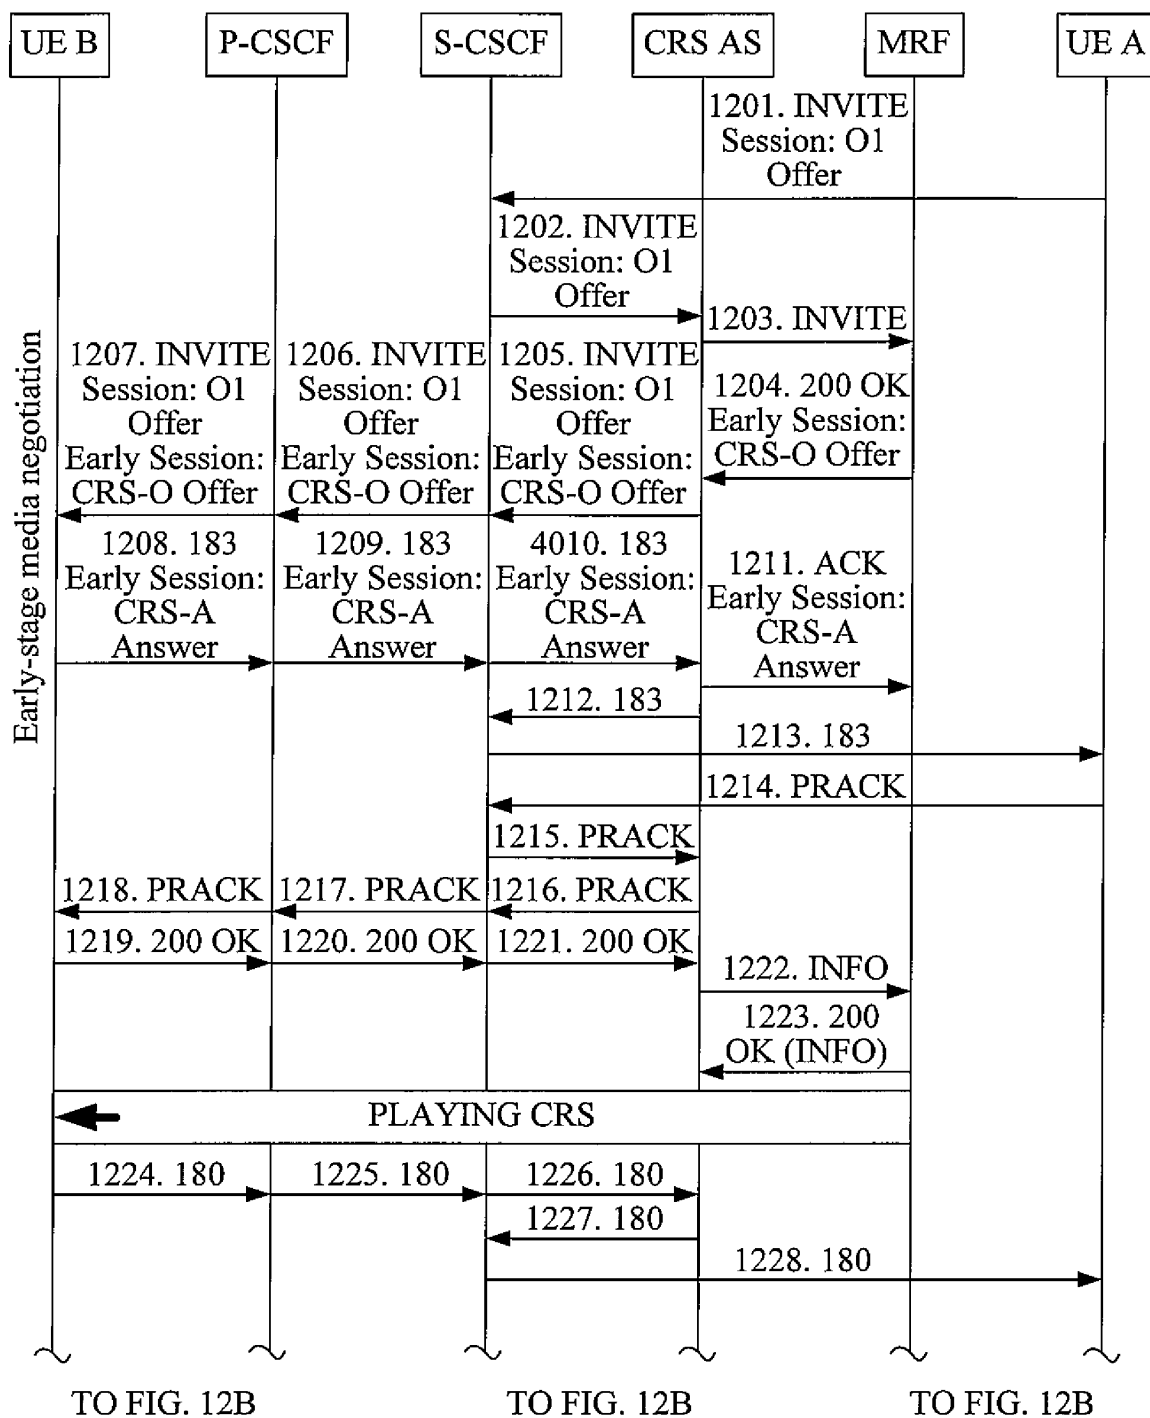 UE B
P-CSCF
S-CSCF
CRS AS
MRF
UE A
1201. INVITE
Session: O1
Offer
1202. INVITE
Session: O1
Offer
1203. INVITE
1204. 200 OK
Early Session:
CRS-O Offer
1205. INVITE
Session: O1
Offer
Early Session:
CRS-O Offer
1206. INVITE
Session: O1
Offer
Early Session:
CRS-O Offer
1207. INVITE
Session: O1
Offer
Early Session:
CRS-O Offer
Early-stage media negotiation
1208. 183
Early Session:
CRS-A
Answer
1209. 183
Early Session:
CRS-A
Answer
4010. 183
Early Session:
CRS-A
Answer
1211. ACK
Early Session:
CRS-A
Answer
1212. 183
1213. 183
1214. PRACK
1215. PRACK
1218. PRACK
1217. PRACK
1216. PRACK
1219. 200 OK
1220. 200 OK
1221. 200 OK
1222. INFO
1223. 200
OK (INFO)
PLAYING CRS
1224. 180
1225. 180
1226. 180
1227. 180
1228. 180
TO FIG. 12B
TO FIG. 12B
TO FIG. 12B